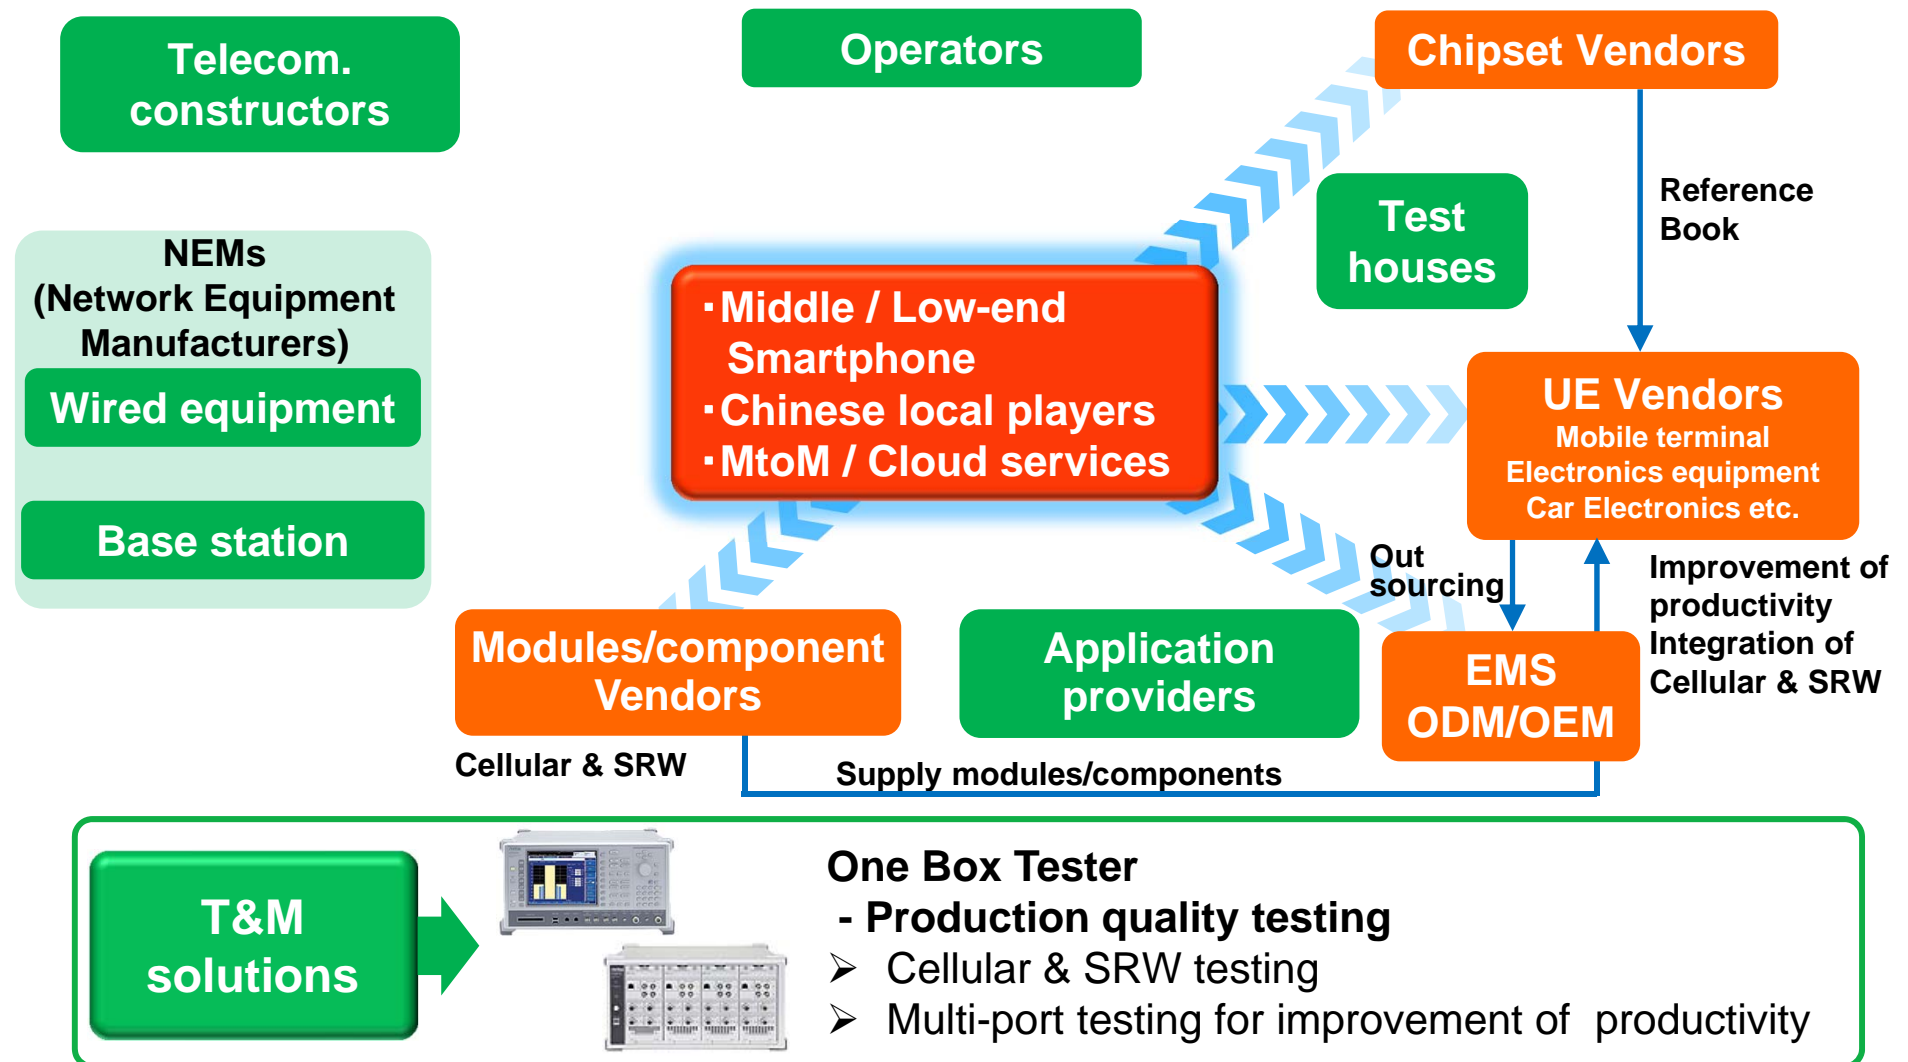 Telecom.
constructors
Operators
Chipset Vendors
Reference
Book
Test
houses
NEMs
(Network Equipment
Manufacturers)
Wired equipment
Base station
・Middle / Low-end
Smartphone
・Chinese local players
・MtoM / Cloud services
UE Vendors
Mobile terminal
Electronics equipment
Car Electronics etc.
Out
sourcing
Improvement of
productivity
Integration of
Cellular & SRW
Modules/component
Vendors
Application
providers
EMS
ODM/OEM
Cellular & SRW
Supply modules/components
T&M
solutions
One Box Tester
- Production quality testing
➢ Cellular & SRW testing
➢ Multi-port testing for improvement of productivity